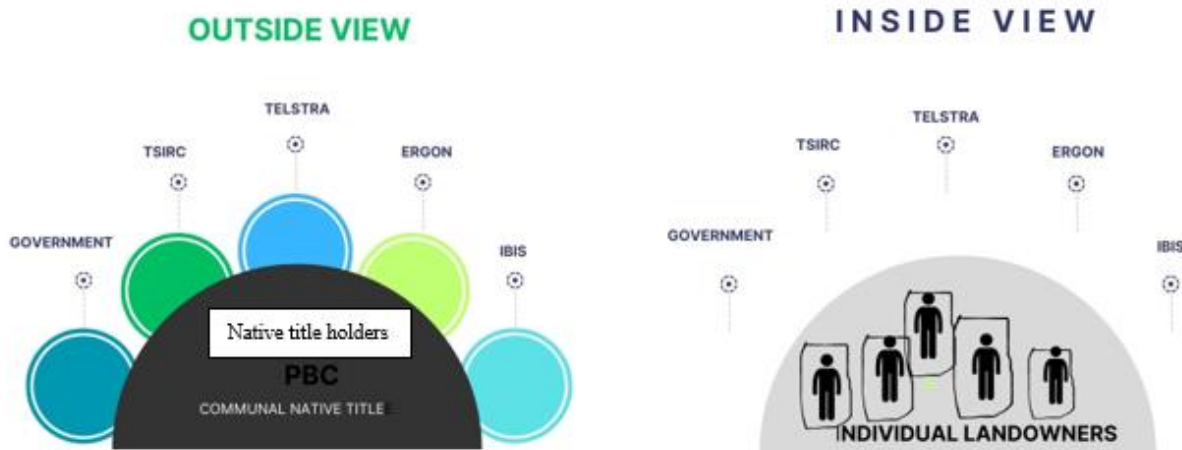 OUTSIDE VIEW
TELSTRA
TSIRC
ERGON
GOVERNMENT
IBIS
Native title holders
PBC
COMMUNAL NATIVE TITLE
INSIDE VIEW
TELSTRA
TSIRC
ERGON
GOVERNMENT
IBIS
INDIVIDUAL LANDOWNERS